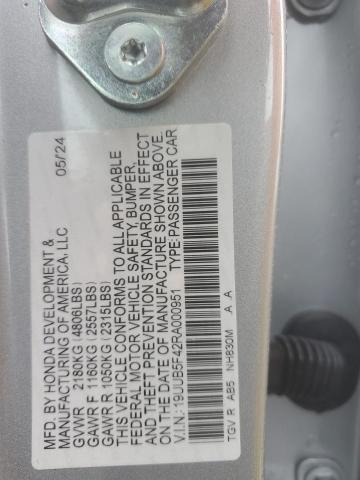 MFD. BY HONDA DEVELOPMENT & 05/24
MANUFACTURING OF AMERICA, LLC
GVWR 2180KG (4806LBS)
GAWR F 1160KG (2557LBS)
GAWR R 1050KG (2315LBS)
THIS VEHICLE CONFORMS TO ALL APPLICABLE
FEDERAL MOTOR VEHICLE SAFETY, BUMPER,
AND THEFT PREVENTION STANDARDS IN EFFECT
ON THE DATE OF MANUFACTURE SHOWN ABOVE.
V.I.N.: 19UUB5F42RA000951 TYPE: PASSENGER CAR
TGV R AB5 NH830M A A